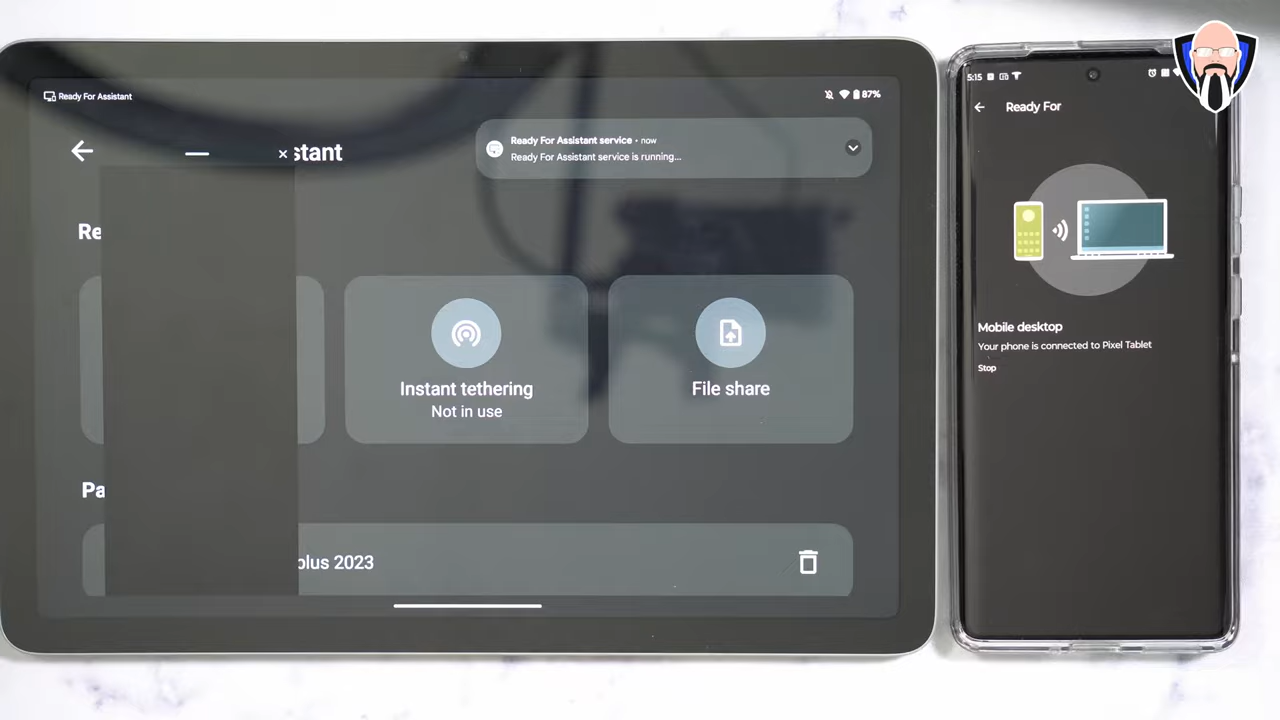 Ready For Assistant
87%
stant
Ready For Assistant service • now
Ready For Assistant service is running...
Re
Instant tethering
Not in use
File share
Pa
plus 2023
5:15
Ready For
Mobile desktop
Your phone is connected to Pixel Tablet
Stop